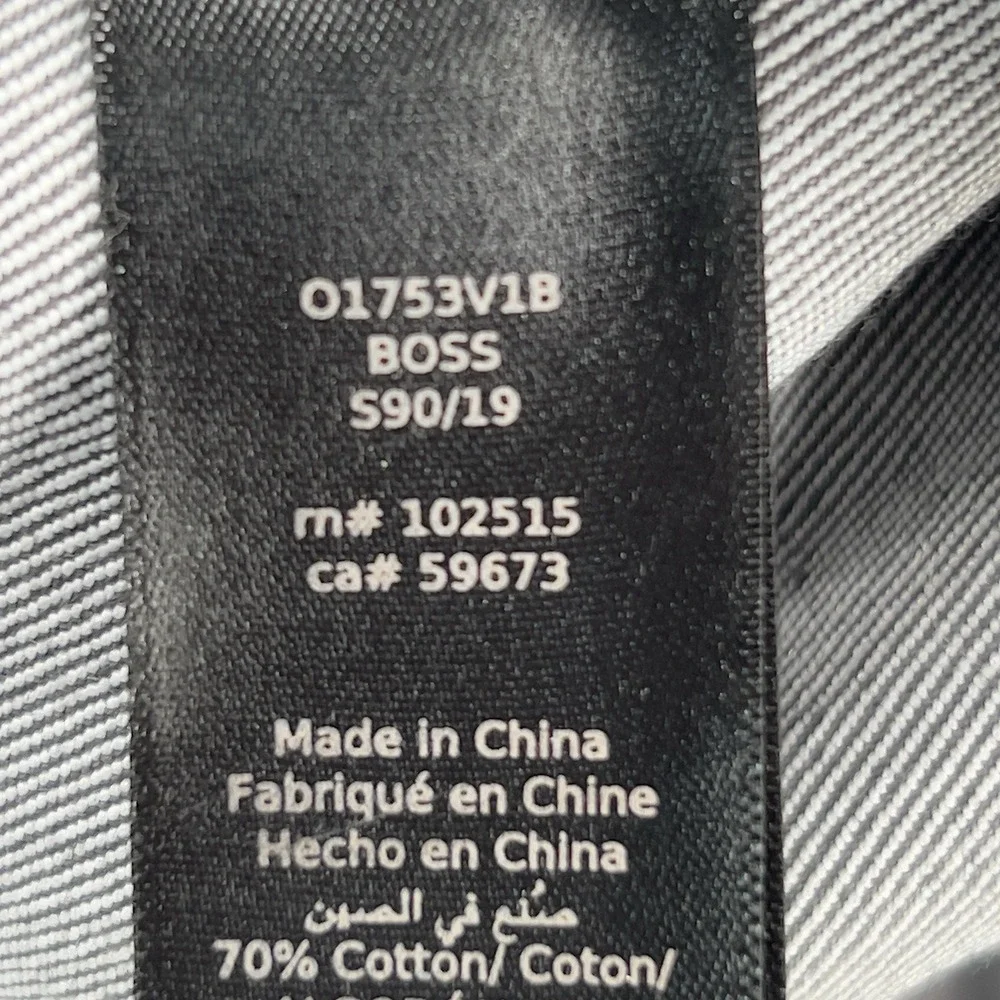 O1753V1B
BOSS
S90/19
rn# 102515
ca# 59673
Made in China
Fabriqué en Chine
Hecho en China
صُنع في الصين
70% Cotton/ Coton/